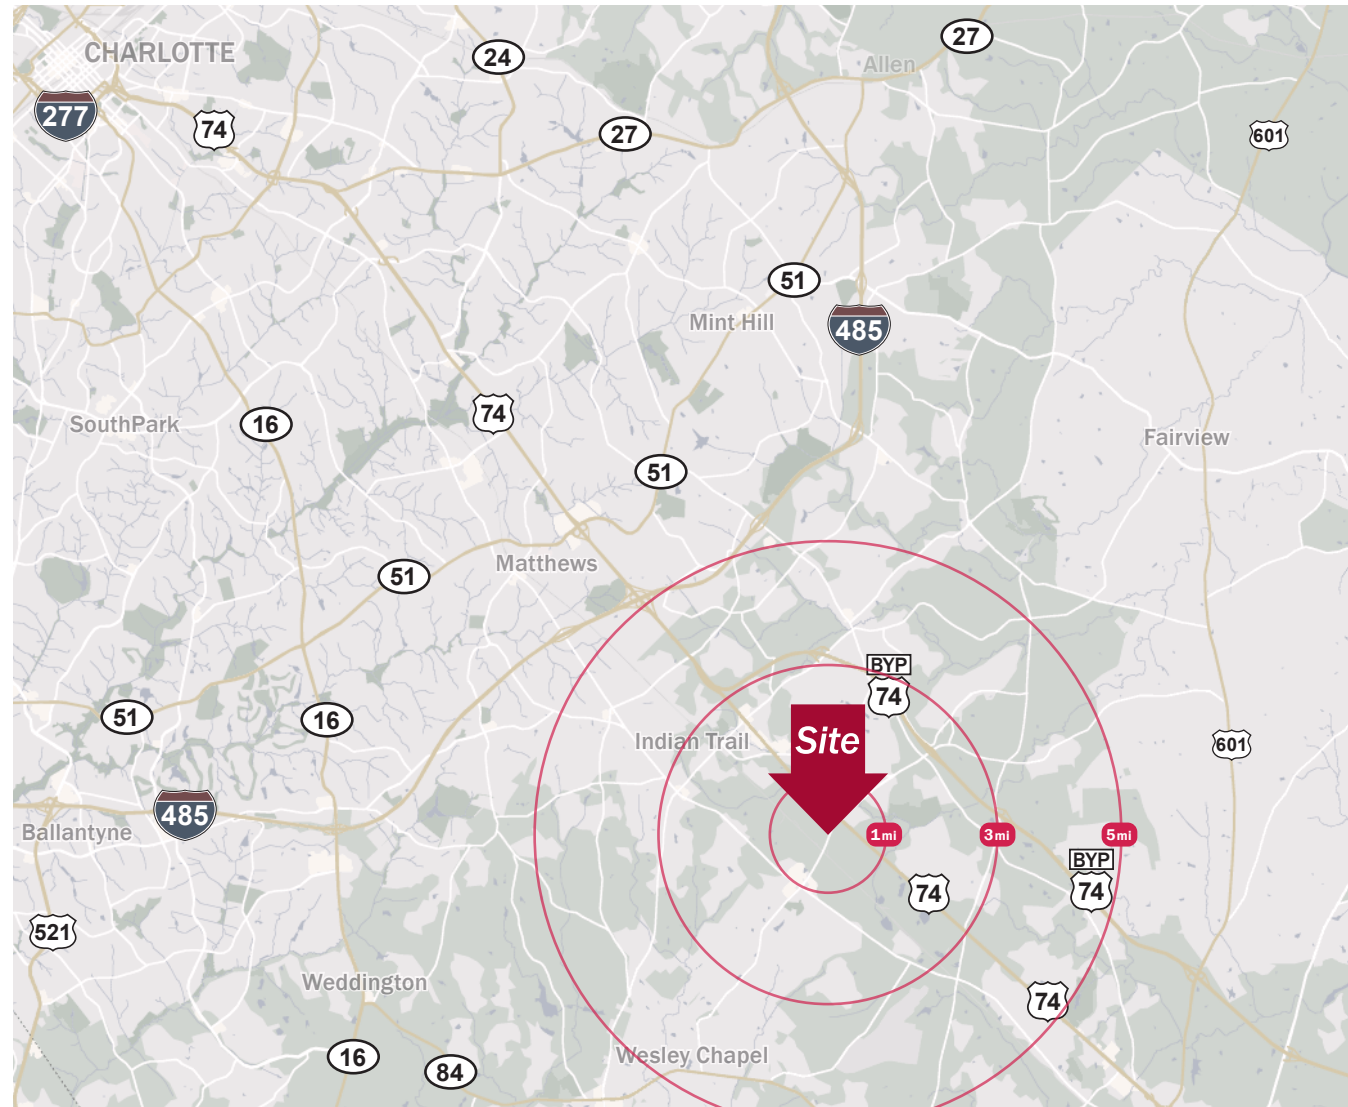 27
CHARLOTTE
24
Allen
277
74
27
601
51
Mint Hill
485
74
SouthPark
16
Fairview
51
Matthews
51
BYP
74
51
16
Indian Trail
Site
601
485
Ballantyne
1mi
3mi
5mi
BYP
74
74
521
Weddington
74
16
84
Wesley Chapel